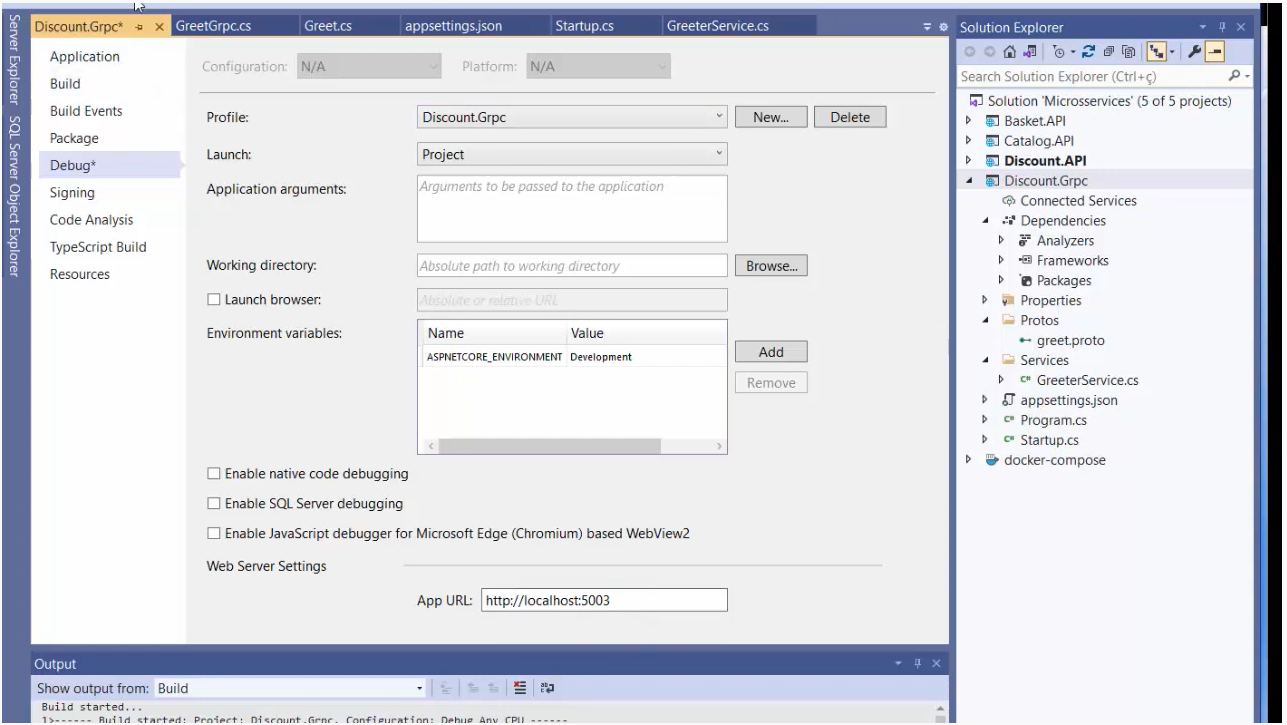 Server Explorer
SQL Server Object Explorer
Discount.Grpc*
GreetGrpc.cs
Greet.cs
appsettings.json
Startup.cs
GreeterService.cs
Application
Build
Build Events
Package
Debug*
Signing
Code Analysis
TypeScript Build
Resources
Configuration: N/A Platform: N/A
Profile: Discount.Grpc New... Delete
Launch: Project
Application arguments: Arguments to be passed to the application
Working directory: Absolute path to working directory Browse...
Launch browser: Absolute or relative URL
Environment variables: Name Value
ASPNETCORE_ENVIRONMENT Development
Add
Remove
Enable native code debugging
Enable SQL Server debugging
Enable JavaScript debugger for Microsoft Edge (Chromium) based WebView2
Web Server Settings
App URL: http://localhost:5003
Output
Show output from: Build
Build started...
1>------ Build started: Project: Discount.Grpc, Configuration: Debug Any CPU ------
Solution Explorer
Search Solution Explorer (Ctrl+ç)
Solution 'Microsservices' (5 of 5 projects)
Basket.API
Catalog.API
Discount.API
Discount.Grpc
Connected Services
Dependencies
Analyzers
Frameworks
Packages
Properties
Protos
greet.proto
Services
C# GreeterService.cs
appsettings.json
C# Program.cs
C# Startup.cs
docker-compose